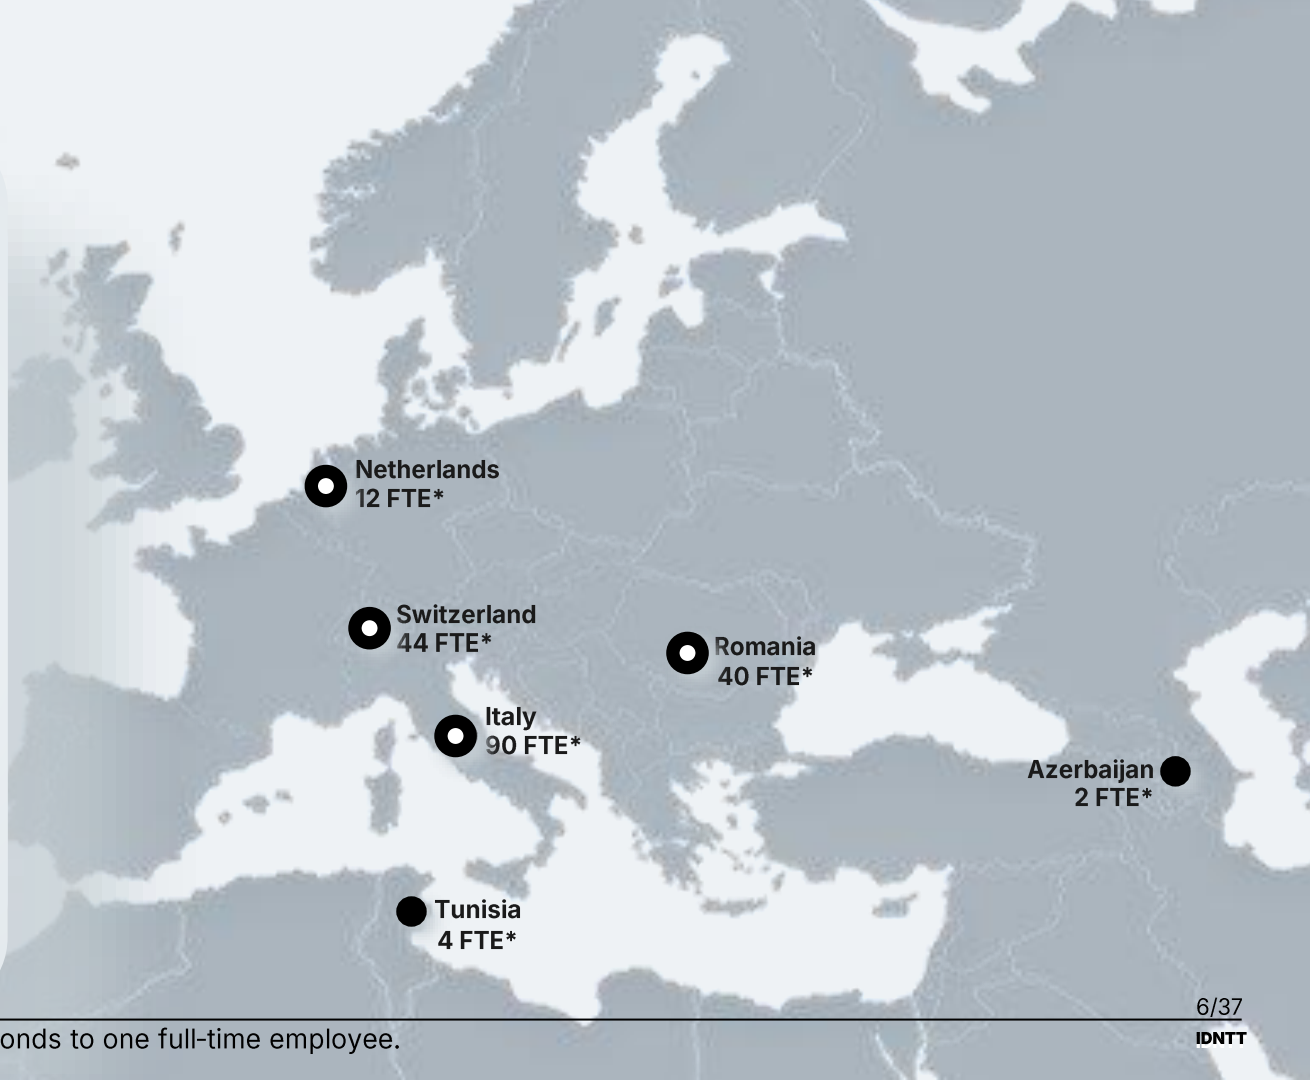 Netherlands
12 FTE*
Switzerland
44 FTE*
Romania
40 FTE*
Italy
90 FTE*
Azerbaijan
2 FTE*
Tunisia
4 FTE*
6/37
onds to one full-time employee.
IDNTT